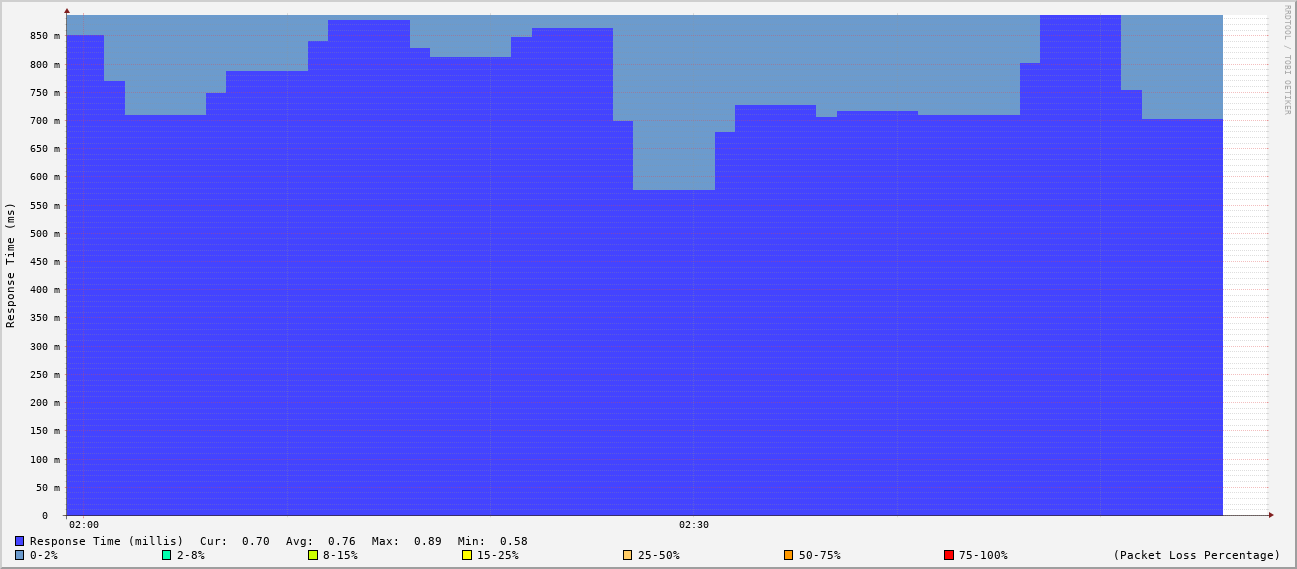 RRDTOOL / TOBI OETIKER
Response Time (ms)
850 m
800 m
750 m
700 m
650 m
600 m
550 m
500 m
450 m
400 m
350 m
300 m
250 m
200 m
150 m
100 m
50 m
0
02:00 02:30
Response Time (millis) Cur: 0.70 Avg: 0.76 Max: 0.89 Min: 0.58
0-2% 2-8% 8-15% 15-25% 25-50% 50-75% 75-100% (Packet Loss Percentage)